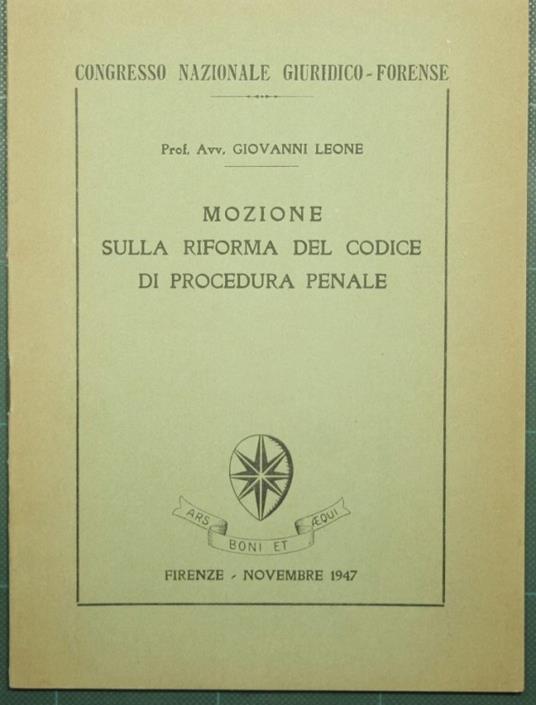 CONGRESSO NAZIONALE GIURIDICO-FORENSE
Prof. Avv. GIOVANNI LEONE
MOZIONE
SULLA RIFORMA DEL CODICE
DI PROCEDURA PENALE
ARS BONI ET ÆQUI
FIRENZE - NOVEMBRE 1947